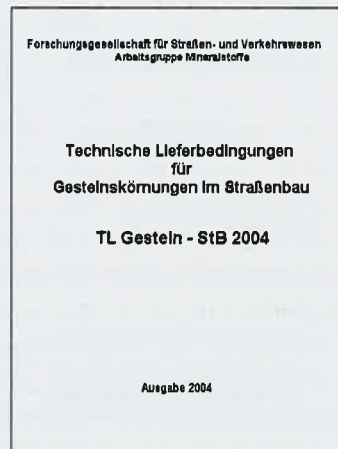 Forschungsgesellschaft für Straßen- und Verkehrswesen
Arbeitsgruppe Mineralstoffe
Technische Lieferbedingungen
für
Gesteinskörnungen im Straßenbau
TL Gestein - StB 2004
Ausgabe 2004